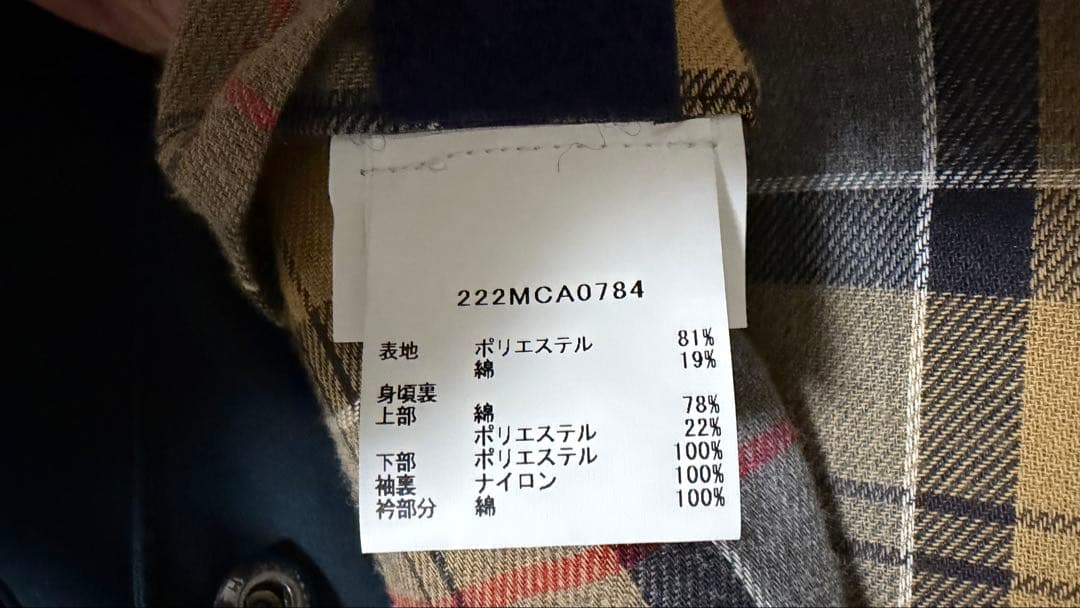 222MCA0784
表地 ポリエステル 81%
綿 19%
身頃裏
上部 綿 78%
ポリエステル 22%
下部 ポリエステル 100%
袖裏 ナイロン 100%
衿部分 綿 100%